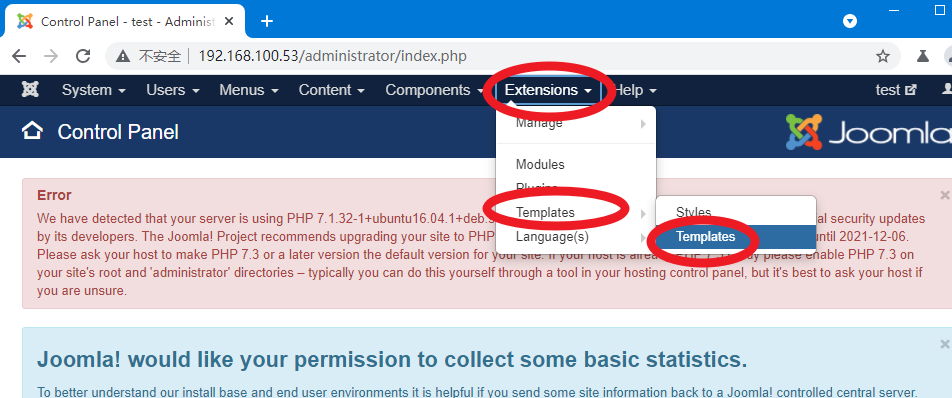 Control Panel - test - Administ
不安全 192.168.100.53/administrator/index.php
System Users Menus Content Components Extensions Help test
Control Panel Joomla!
Manage
Modules
Plugins
Templates
Language(s)
Styles
Templates
Error
We have detected that your server is using PHP 7.1.32-1+ubuntu16.04.1+deb.s al security updates
by its developers. The Joomla! Project recommends upgrading your site to PHP until 2021-12-06.
Please ask your host to make PHP 7.3 or a later version the default version for your site. If your host is already PHP 7.3 ready please enable PHP 7.3 on
your site's root and 'administrator' directories – typically you can do this yourself through a tool in your hosting control panel, but it's best to ask your host if
you are unsure.
Joomla! would like your permission to collect some basic statistics.
To better understand our install base and end user environments it is helpful if you send some site information back to a Joomla! controlled central server.